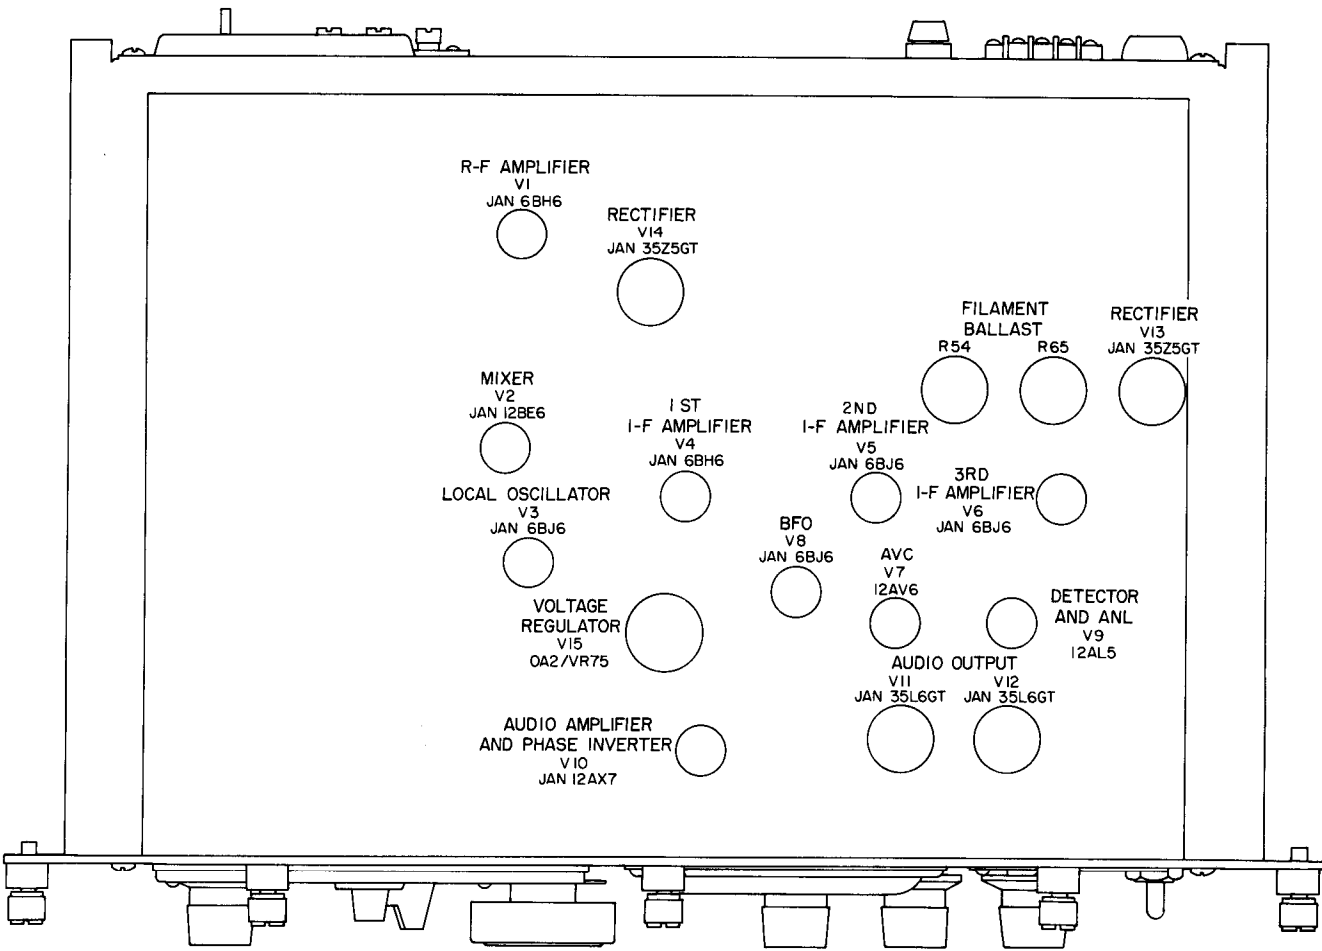 R-F AMPLIFIER
V1
JAN 6BH6
RECTIFIER
V14
JAN 35Z5GT
FILAMENT
BALLAST
R54
R65
RECTIFIER
V13
JAN 35Z5GT
MIXER
V2
JAN 12BE6
1 ST
I-F AMPLIFIER
V4
JAN 6BH6
2ND
I-F AMPLIFIER
V5
JAN 6BJ6
3RD
I-F AMPLIFIER
V6
JAN 6BJ6
LOCAL OSCILLATOR
V3
JAN 6BJ6
BFO
V8
JAN 6BJ6
AVC
V7
12AV6
DETECTOR
AND ANL
V9
12AL5
VOLTAGE
REGULATOR
V15
OA2/VR75
AUDIO OUTPUT
V11
JAN 35L6GT
V12
JAN 35L6GT
AUDIO AMPLIFIER
AND PHASE INVERTER
V10
JAN 12AX7